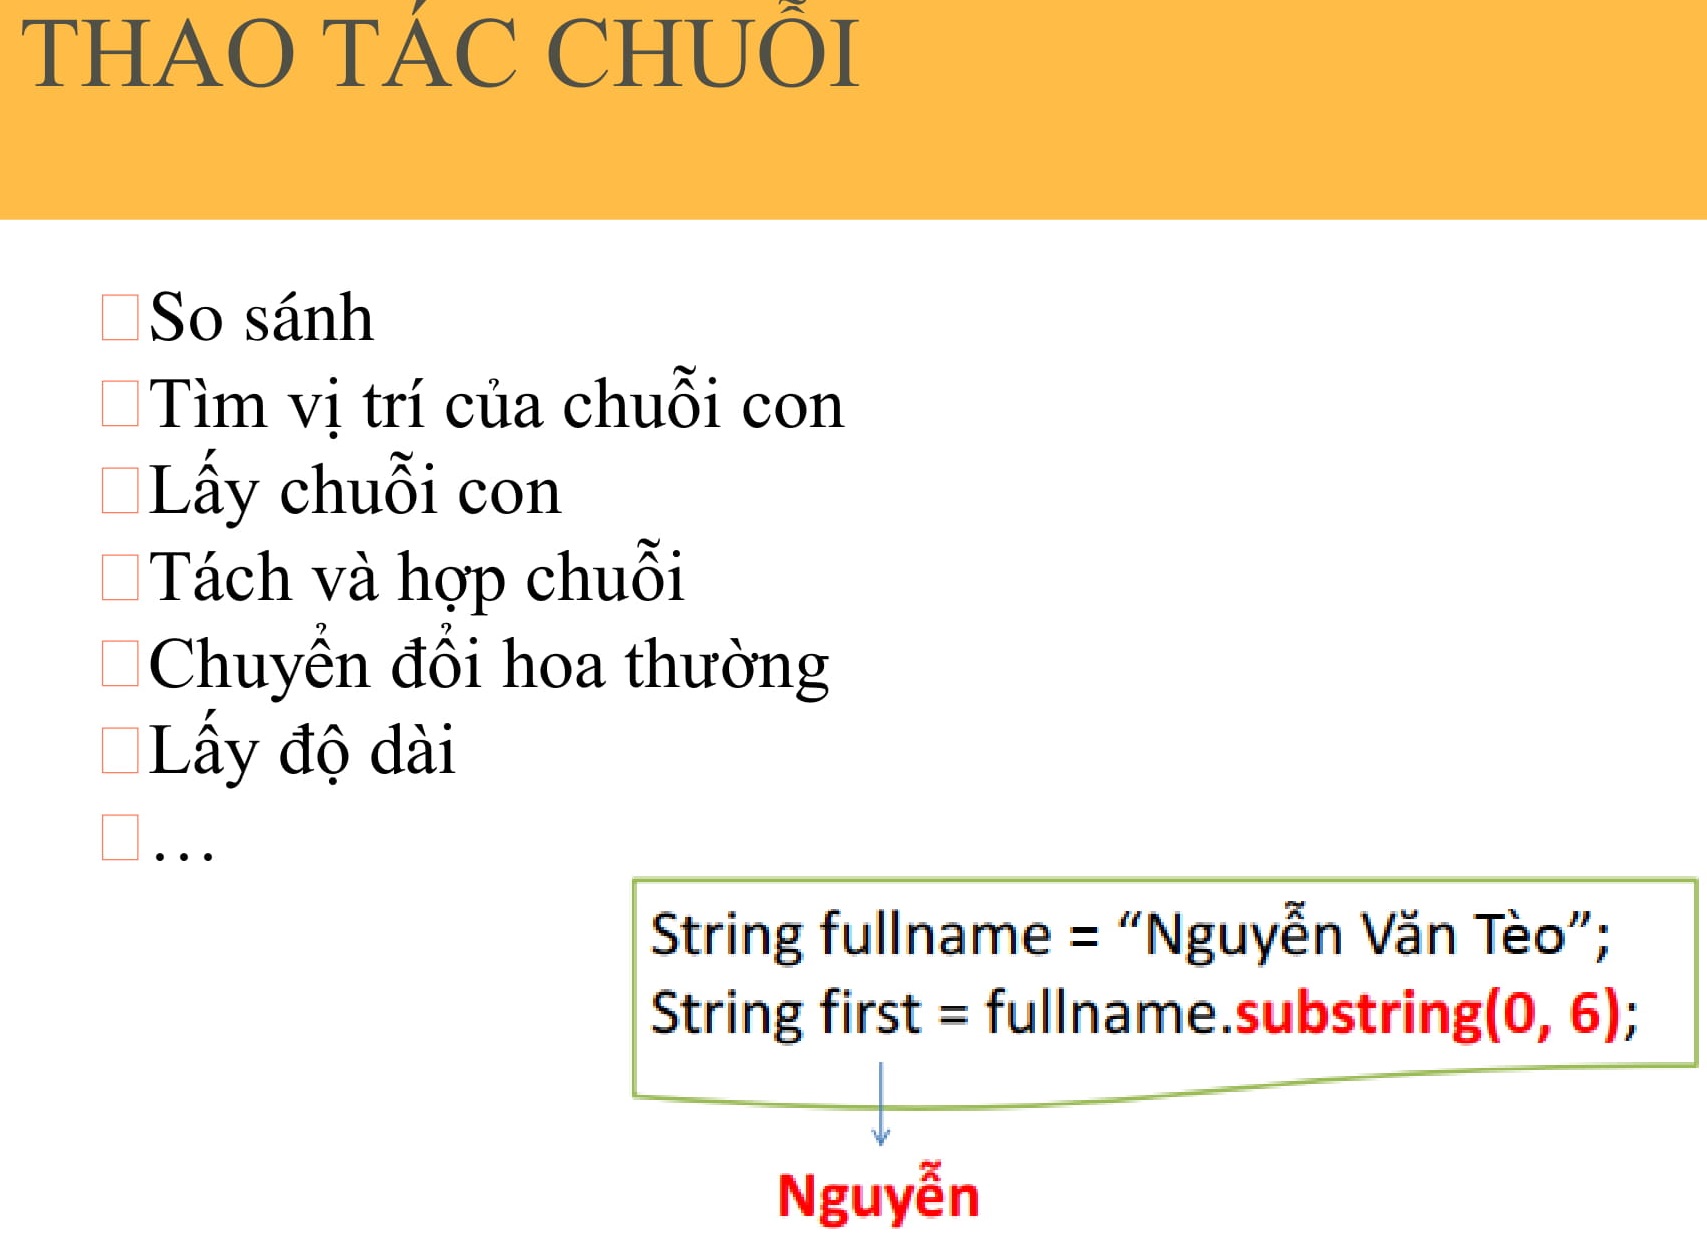 THAO TÁC CHUỖI
So sánh
Tìm vị trí của chuỗi con
Lấy chuỗi con
Tách và hợp chuỗi
Chuyển đổi hoa thường
Lấy độ dài
…
String fullname = “Nguyễn Văn Tèo”;
String first = fullname.substring(0, 6);
Nguyễn